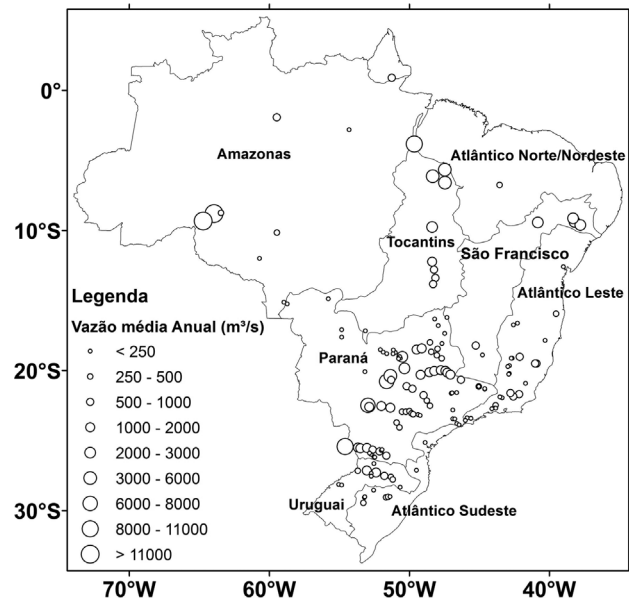 0°
10°S
20°S
30°S
70°W
60°W
50°W
40°W
Amazonas
Atlântico Norte/Nordeste
Tocantins
São Francisco
Atlântico Leste
Paraná
Uruguai
Atlântico Sudeste
Legenda
Vazão média Anual (m³/s)
< 250
250 - 500
500 - 1000
1000 - 2000
2000 - 3000
3000 - 6000
6000 - 8000
8000 - 11000
> 11000